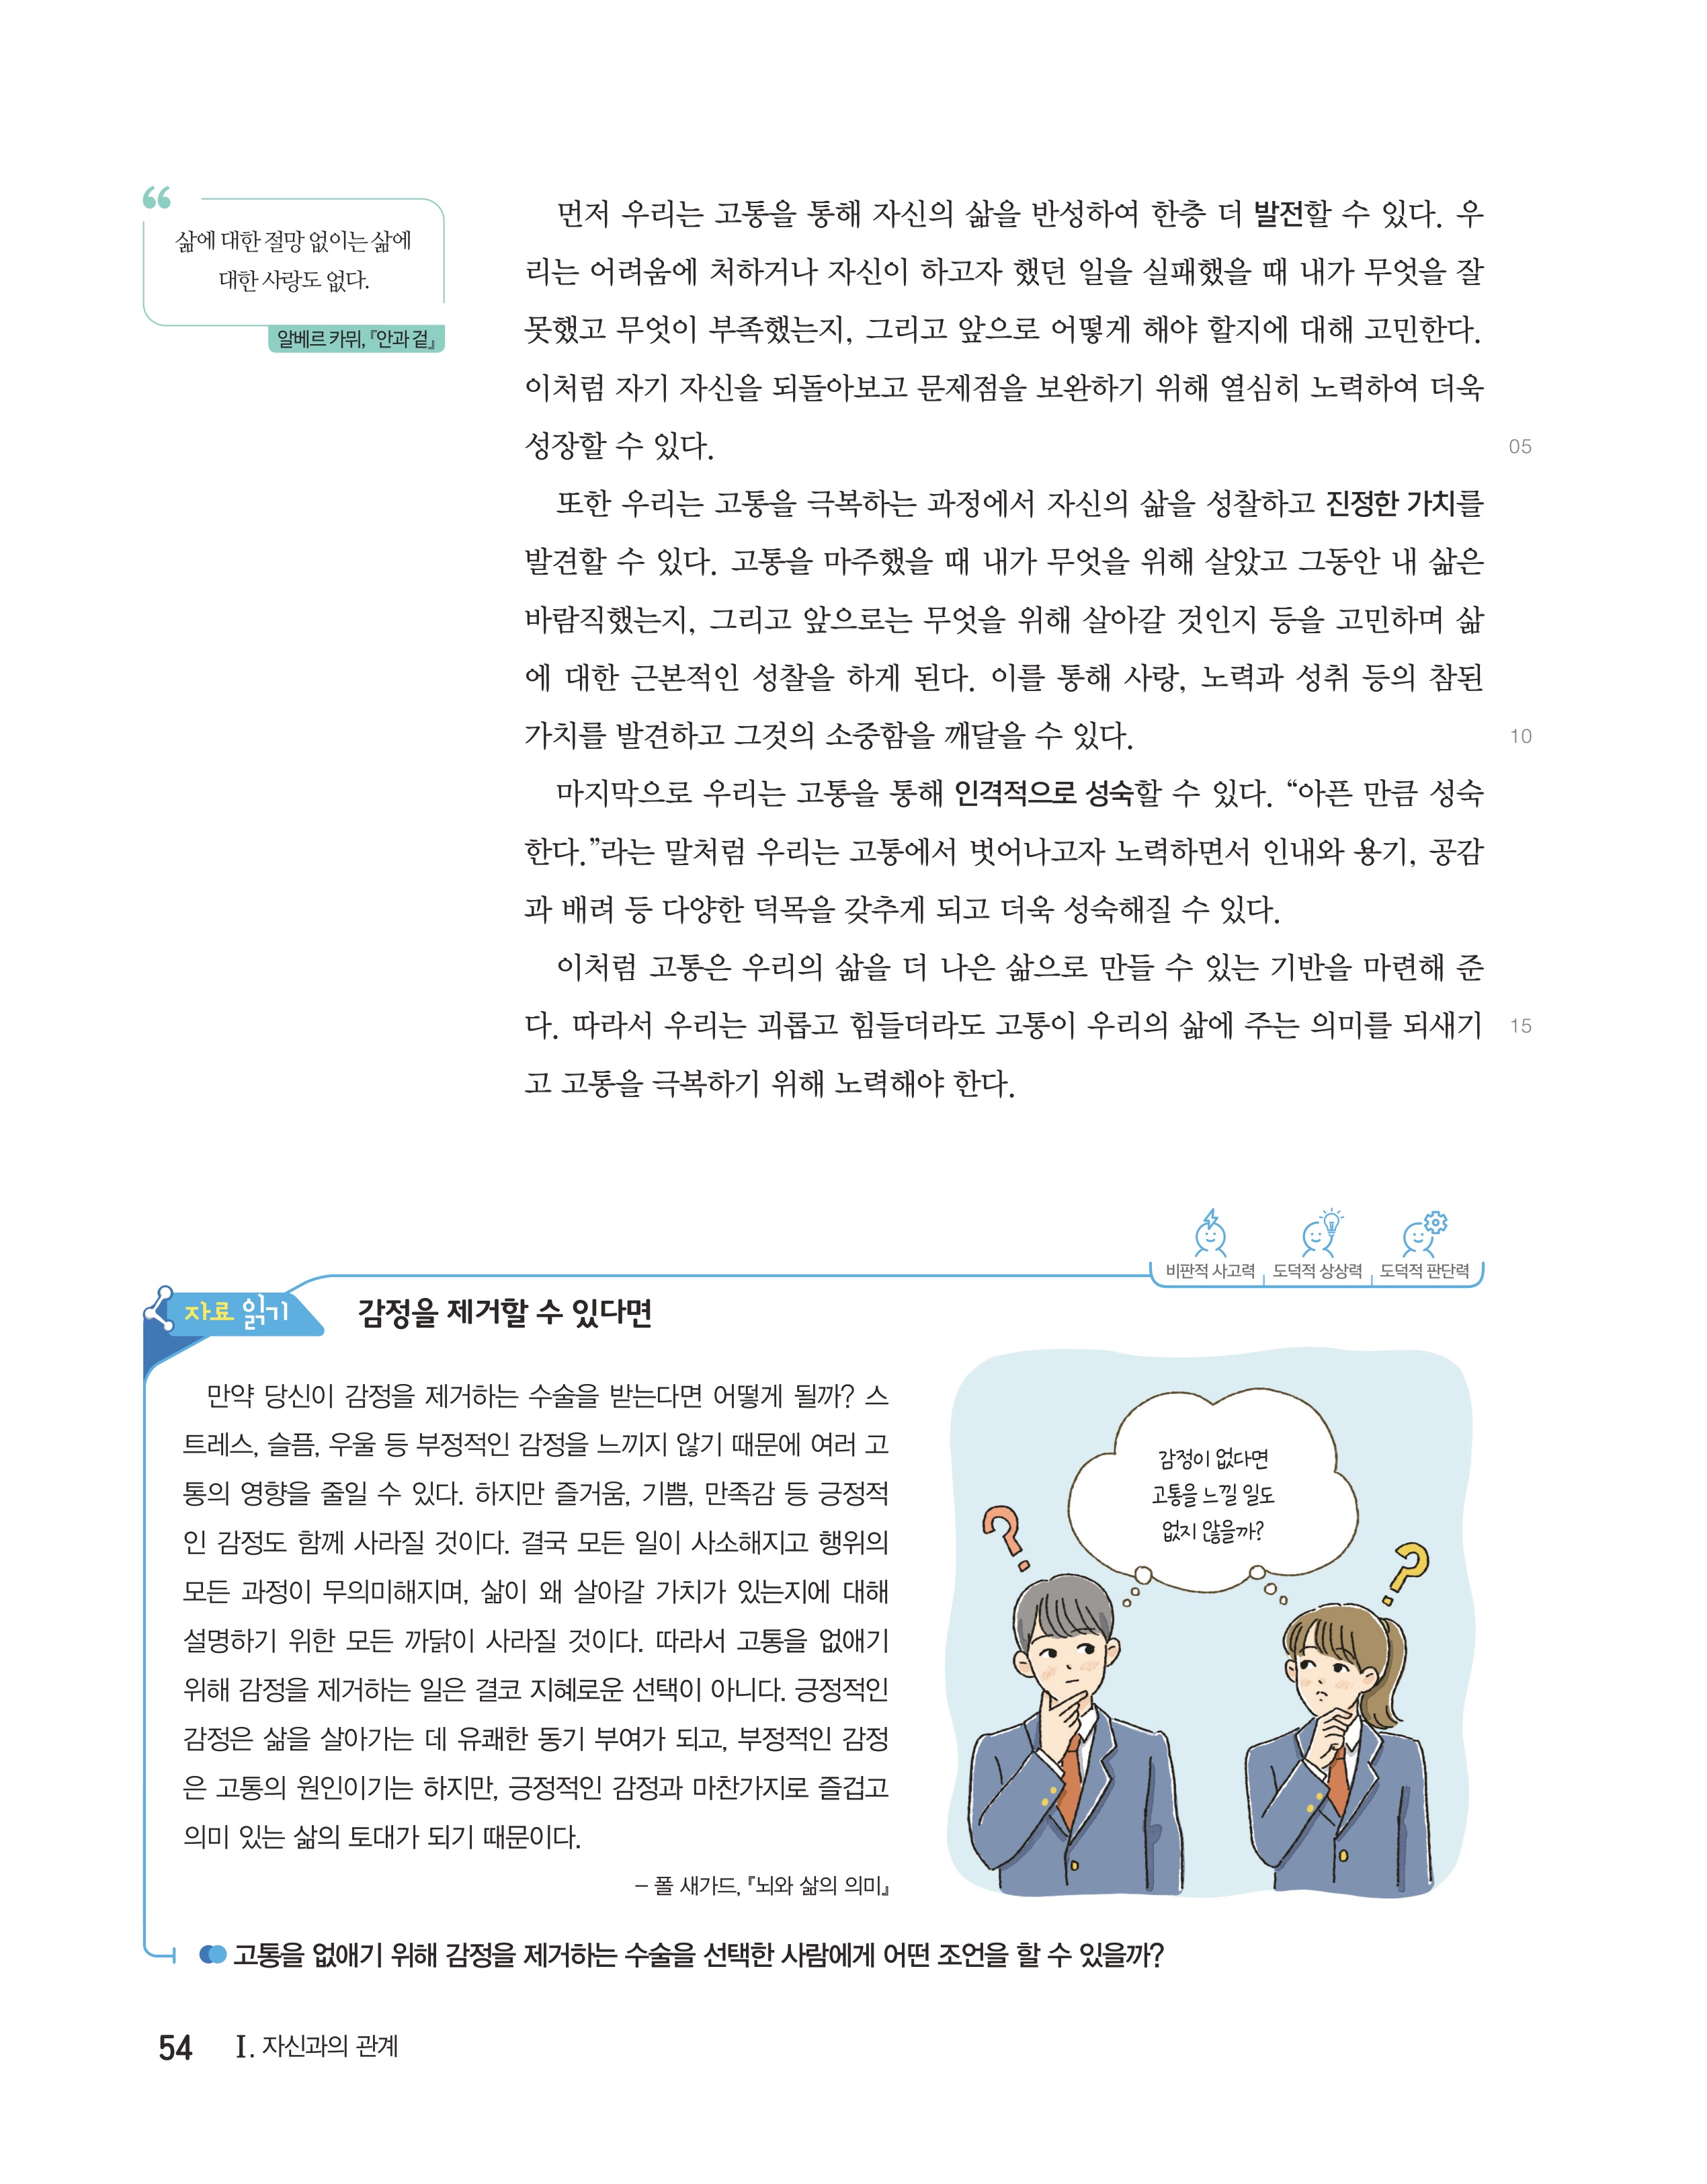 삶에 대한 절망 없이는 삶에
대한 사랑도 없다.
알베르 카뮈, 『안과 겉』
먼저 우리는 고통을 통해 자신의 삶을 반성하여 한층 더 발전할 수 있다. 우
리는 어려움에 처하거나 자신이 하고자 했던 일을 실패했을 때 내가 무엇을 잘
못했고 무엇이 부족했는지, 그리고 앞으로 어떻게 해야 할지에 대해 고민한다.
이처럼 자기 자신을 되돌아보고 문제점을 보완하기 위해 열심히 노력하여 더욱
성장할 수 있다.
05
또한 우리는 고통을 극복하는 과정에서 자신의 삶을 성찰하고 진정한 가치를
발견할 수 있다. 고통을 마주했을 때 내가 무엇을 위해 살았고 그동안 내 삶은
바람직했는지, 그리고 앞으로는 무엇을 위해 살아갈 것인지 등을 고민하며 삶
에 대한 근본적인 성찰을 하게 된다. 이를 통해 사랑, 노력과 성취 등의 참된
가치를 발견하고 그것의 소중함을 깨달을 수 있다.
10
마지막으로 우리는 고통을 통해 인격적으로 성숙할 수 있다. “아픈 만큼 성숙
한다.”라는 말처럼 우리는 고통에서 벗어나고자 노력하면서 인내와 용기, 공감
과 배려 등 다양한 덕목을 갖추게 되고 더욱 성숙해질 수 있다.
이처럼 고통은 우리의 삶을 더 나은 삶으로 만들 수 있는 기반을 마련해 준
다. 따라서 우리는 괴롭고 힘들더라도 고통이 우리의 삶에 주는 의미를 되새기
15
고 고통을 극복하기 위해 노력해야 한다.
비판적 사고력 도덕적 상상력 도덕적 판단력
자료 읽기 감정을 제거할 수 있다면
만약 당신이 감정을 제거하는 수술을 받는다면 어떻게 될까? 스
트레스, 슬픔, 우울 등 부정적인 감정을 느끼지 않기 때문에 여러 고
통의 영향을 줄일 수 있다. 하지만 즐거움, 기쁨, 만족감 등 긍정적
인 감정도 함께 사라질 것이다. 결국 모든 일이 사소해지고 행위의
모든 과정이 무의미해지며, 삶이 왜 살아갈 가치가 있는지에 대해
설명하기 위한 모든 까닭이 사라질 것이다. 따라서 고통을 없애기
위해 감정을 제거하는 일은 결코 지혜로운 선택이 아니다. 긍정적인
감정은 삶을 살아가는 데 유쾌한 동기 부여가 되고, 부정적인 감정
은 고통의 원인이기는 하지만, 긍정적인 감정과 마찬가지로 즐겁고
의미 있는 삶의 토대가 되기 때문이다.
– 폴 새가드, 『뇌와 삶의 의미』
감정이 없다면
고통을 느낄 일도
없지 않을까?
고통을 없애기 위해 감정을 제거하는 수술을 선택한 사람에게 어떤 조언을 할 수 있을까?
54 Ⅰ. 자신과의 관계